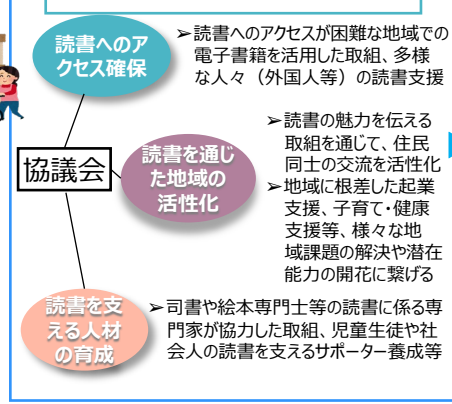 読書へのア
クセス確保
➢読書へのアクセスが困難な地域での
電子書籍を活用した取組、多様
な人々（外国人等）の読書支援
協議会
読書を通じ
た地域の
活性化
➢読書の魅力を伝える
取組を通じて、住民
同士の交流を活性化
➢地域に根差した起業
支援、子育て・健康
支援等、様々な地
域課題の解決や潜在
能力の開花に繋げる
読書を支
える人材
の育成
➢司書や絵本専門士等の読書に係る専
門家が協力した取組、児童生徒や社
会人の読書を支えるサポーター養成等